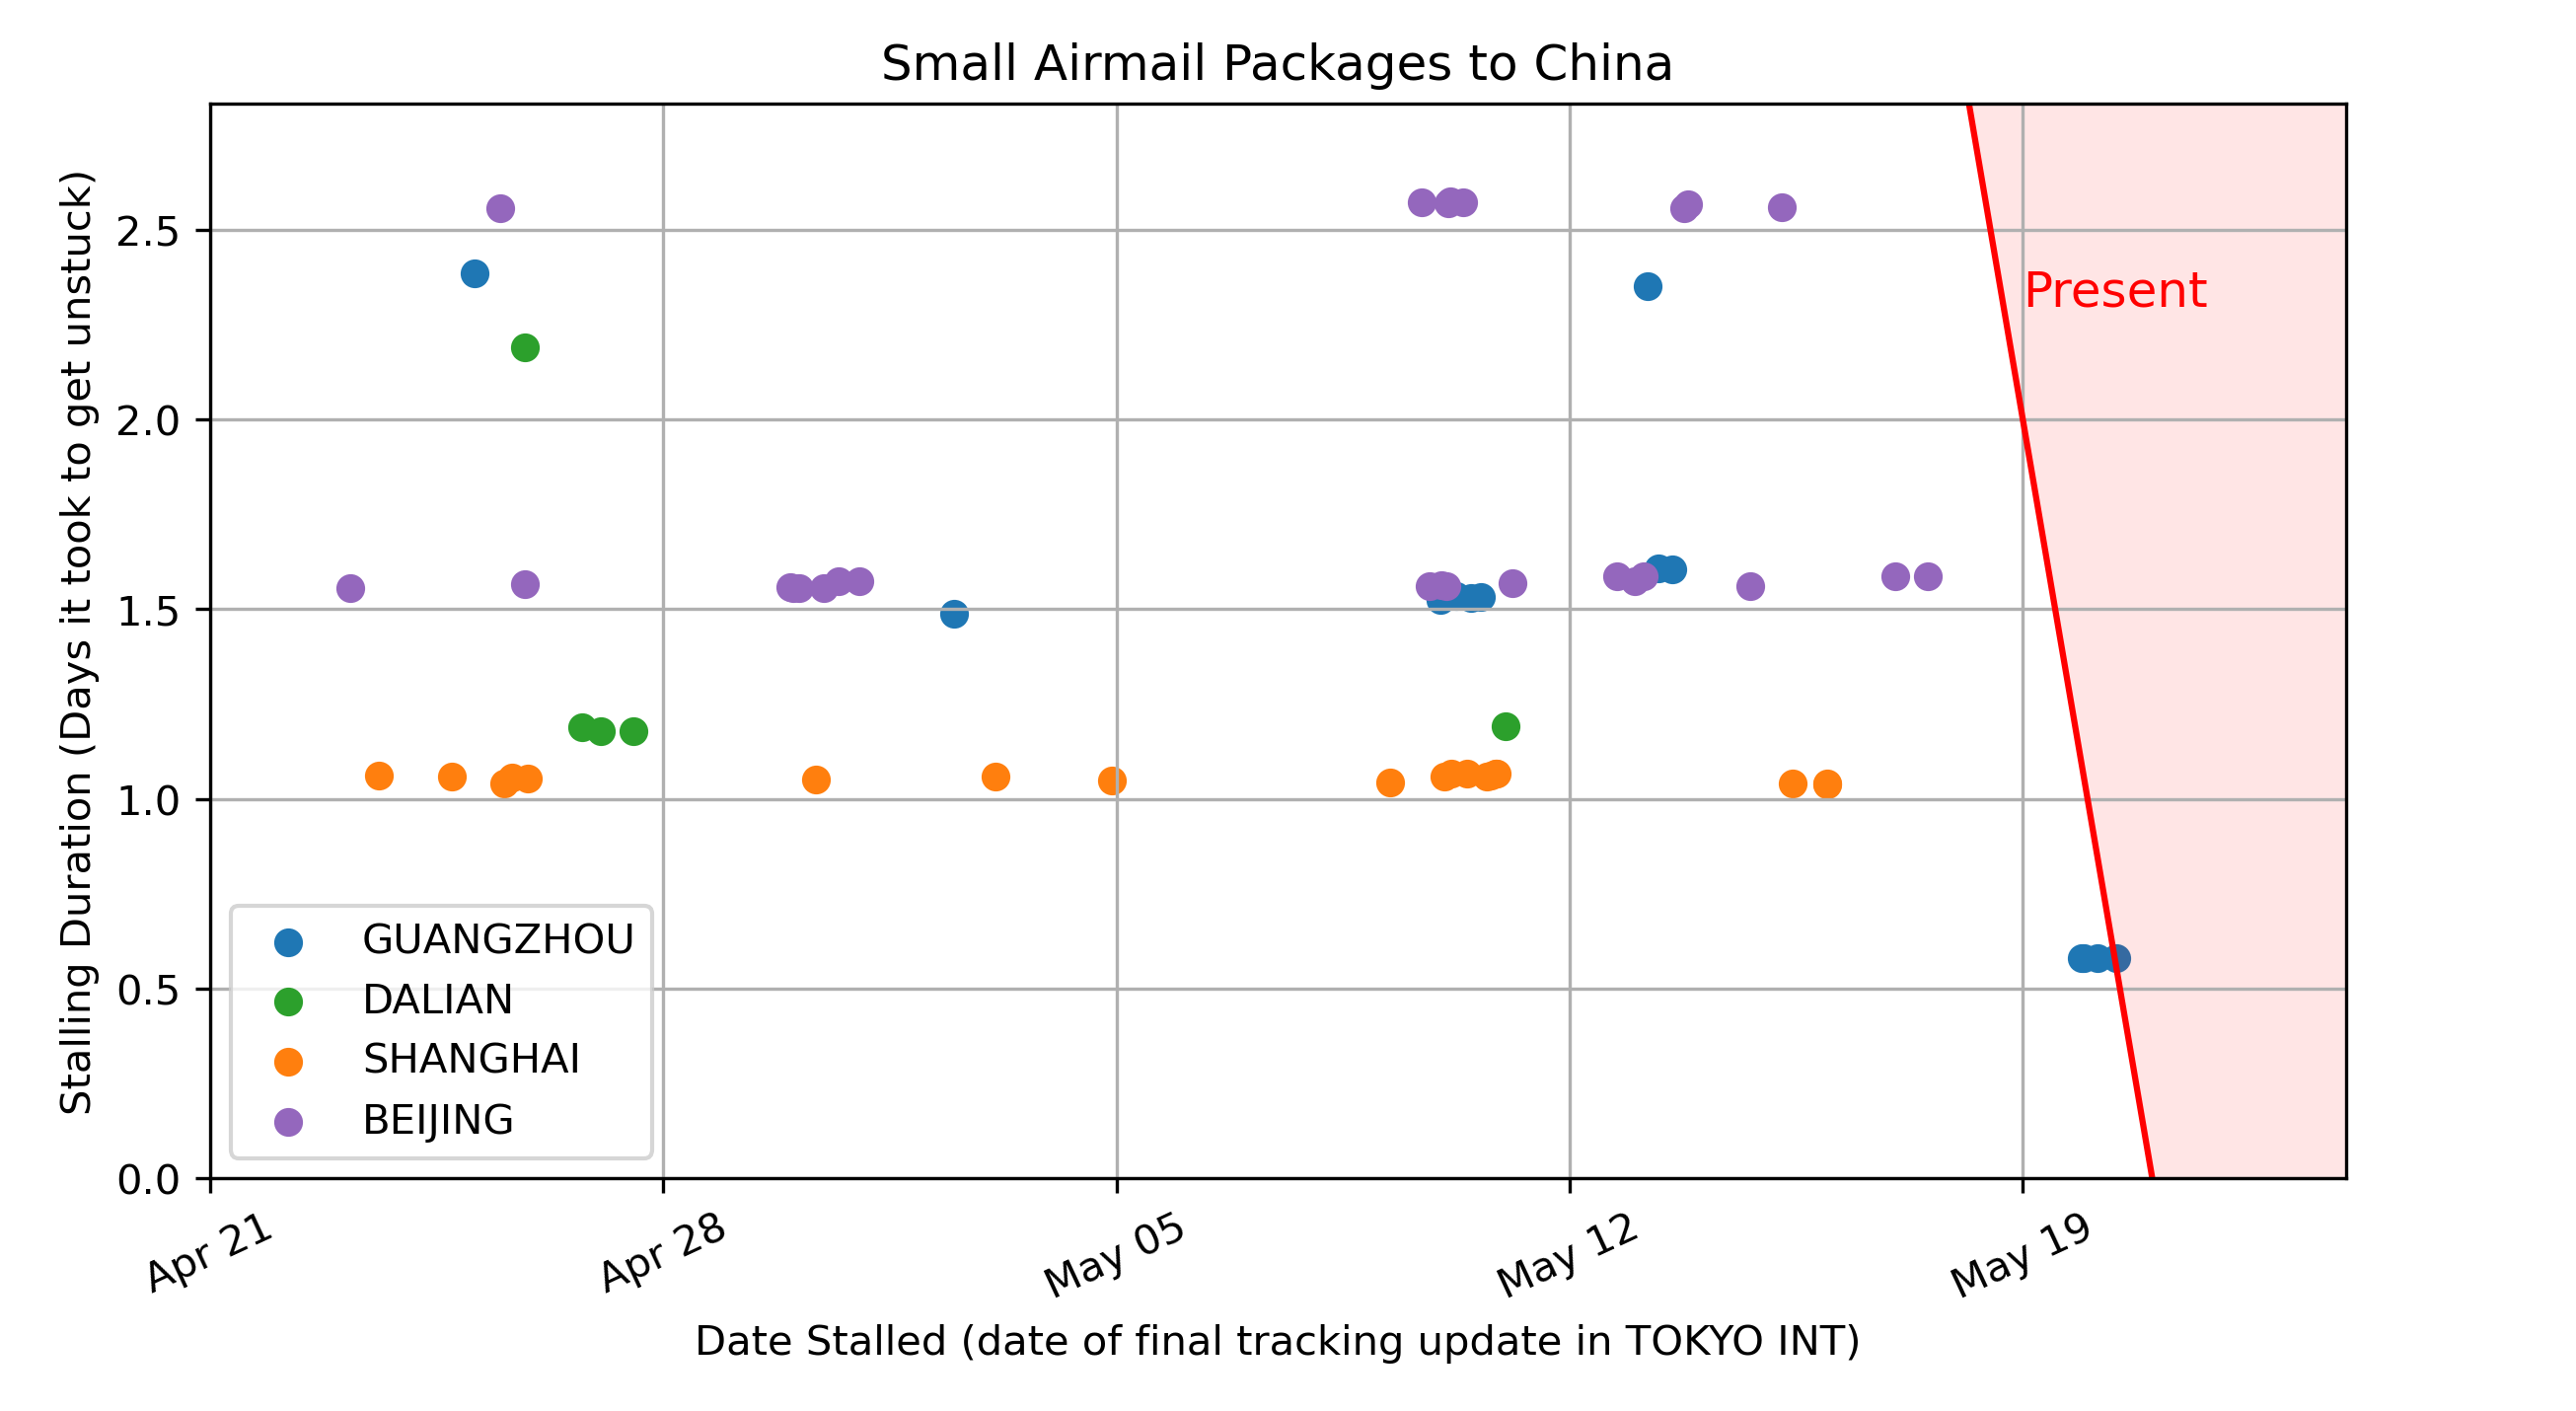 Small Airmail Packages to China
Stalling Duration (Days it took to get unstuck)
2.5
2.0
1.5
1.0
0.5
0.0
Present
GUANGZHOU
DALIAN
SHANGHAI
BEIJING
Apr 21
Apr 28
May 05
May 12
May 19
Date Stalled (date of final tracking update in TOKYO INT)